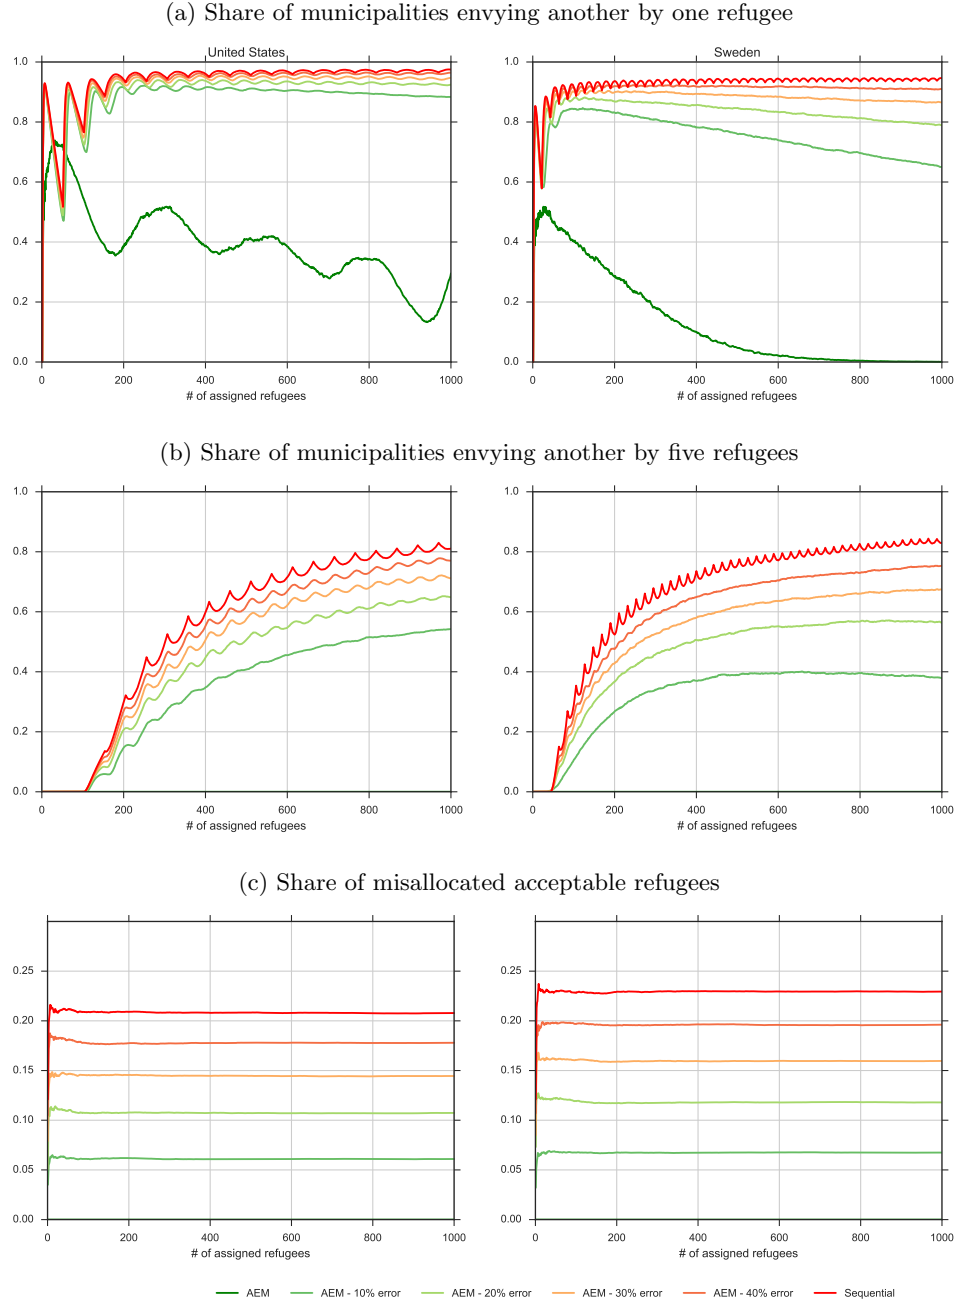 (a) Share of municipalities envying another by one refugee
United States
Sweden
1.0
0.8
0.6
0.4
0.2
0.0
0 200 400 600 800 1000
# of assigned refugees
1.0
0.8
0.6
0.4
0.2
0.0
0 200 400 600 800 1000
# of assigned refugees
(b) Share of municipalities envying another by five refugees
1.0
0.8
0.6
0.4
0.2
0.0
0 200 400 600 800 1000
# of assigned refugees
1.0
0.8
0.6
0.4
0.2
0.0
0 200 400 600 800 1000
# of assigned refugees
(c) Share of misallocated acceptable refugees
0.25
0.20
0.15
0.10
0.05
0.00
0 200 400 600 800 1000
# of assigned refugees
0.25
0.20
0.15
0.10
0.05
0.00
0 200 400 600 800 1000
# of assigned refugees
AEM AEM - 10% error AEM - 20% error AEM - 30% error AEM - 40% error Sequential